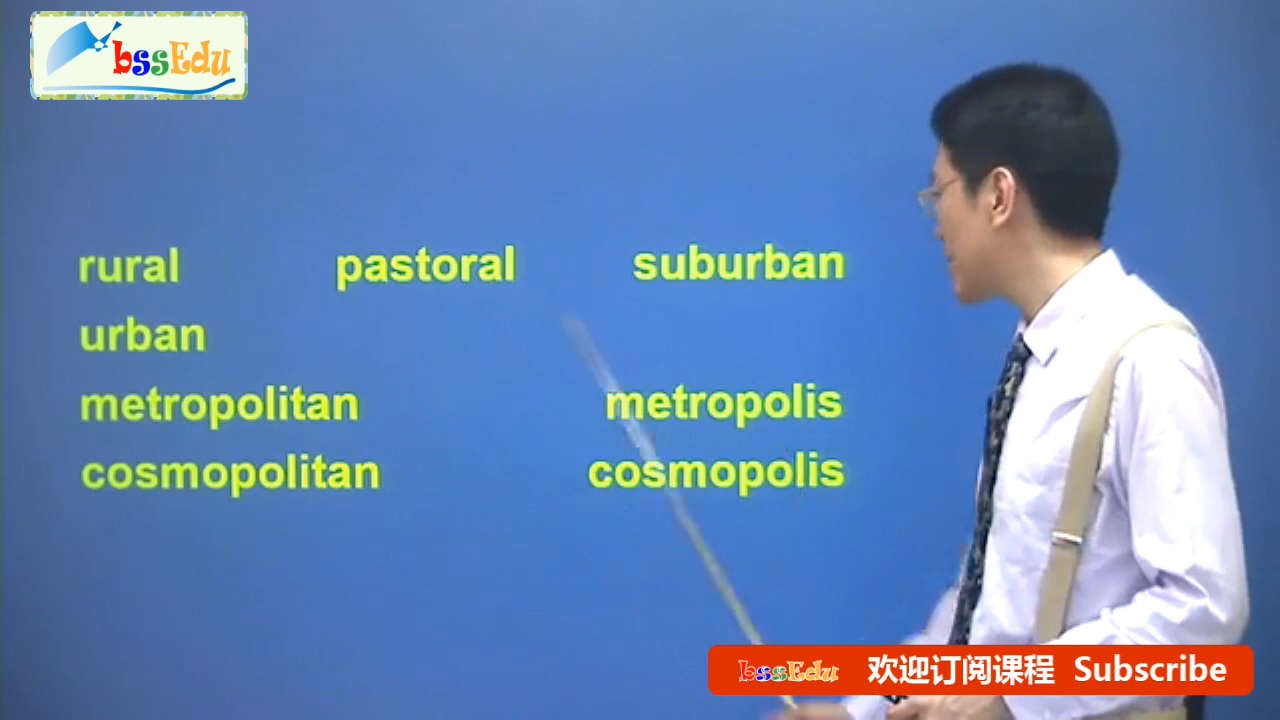 bssEdu
rural pastoral suburban
urban
metropolitan metropolis
cosmopolitan cosmopolis
bssEdu 欢迎订阅课程 Subscribe